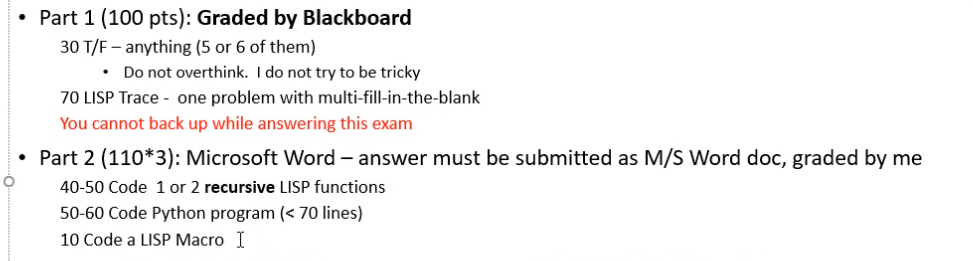 • Part 1 (100 pts): Graded by Blackboard
30 T/F – anything (5 or 6 of them)
• Do not overthink.  I do not try to be tricky
70 LISP Trace -  one problem with multi-fill-in-the-blank
You cannot back up while answering this exam
• Part 2 (110*3): Microsoft Word – answer must be submitted as M/S Word doc, graded by me
40-50 Code  1 or 2 recursive LISP functions
50-60 Code Python program (< 70 lines)
10 Code a LISP Macro